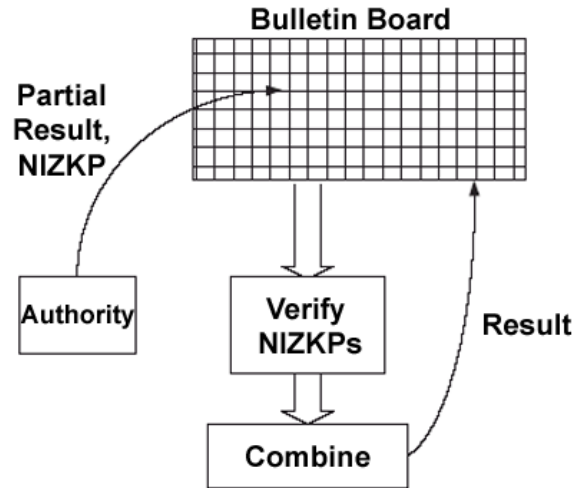 Bulletin Board
Partial
Result,
NIZKP
Authority
Verify
NIZKPs
Result
Combine